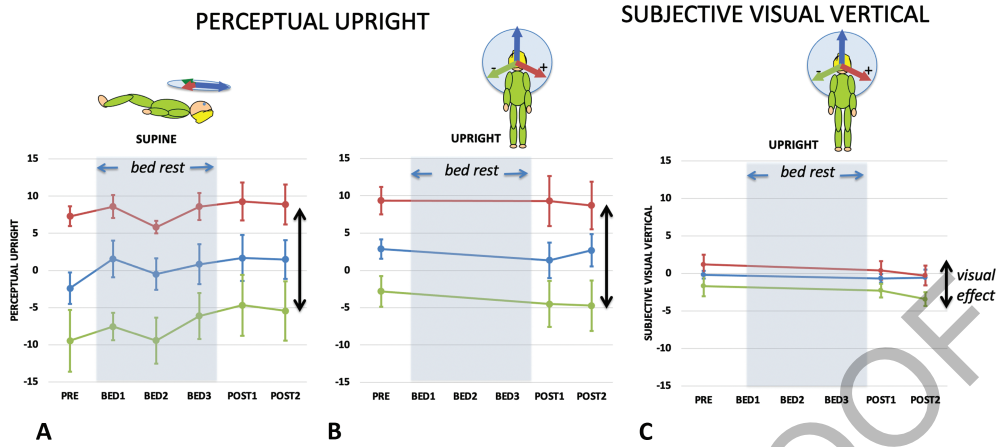 PERCEPTUAL UPRIGHT
SUBJECTIVE VISUAL VERTICAL
- +
- +
SUPINE
UPRIGHT
UPRIGHT
PERCEPTUAL UPRIGHT
15
10
5
0
-5
-10
-15
bed rest
PRE BED1 BED2 BED3 POST1 POST2
A
15
10
5
0
-5
-10
-15
bed rest
PRE BED1 BED2 BED3 POST1 POST2
B
SUBJECTIVE VISUAL VERTICAL
15
10
5
0
-5
-10
-15
bed rest
visual
effect
PRE BED1 BED2 BED3 POST1 POST2
C